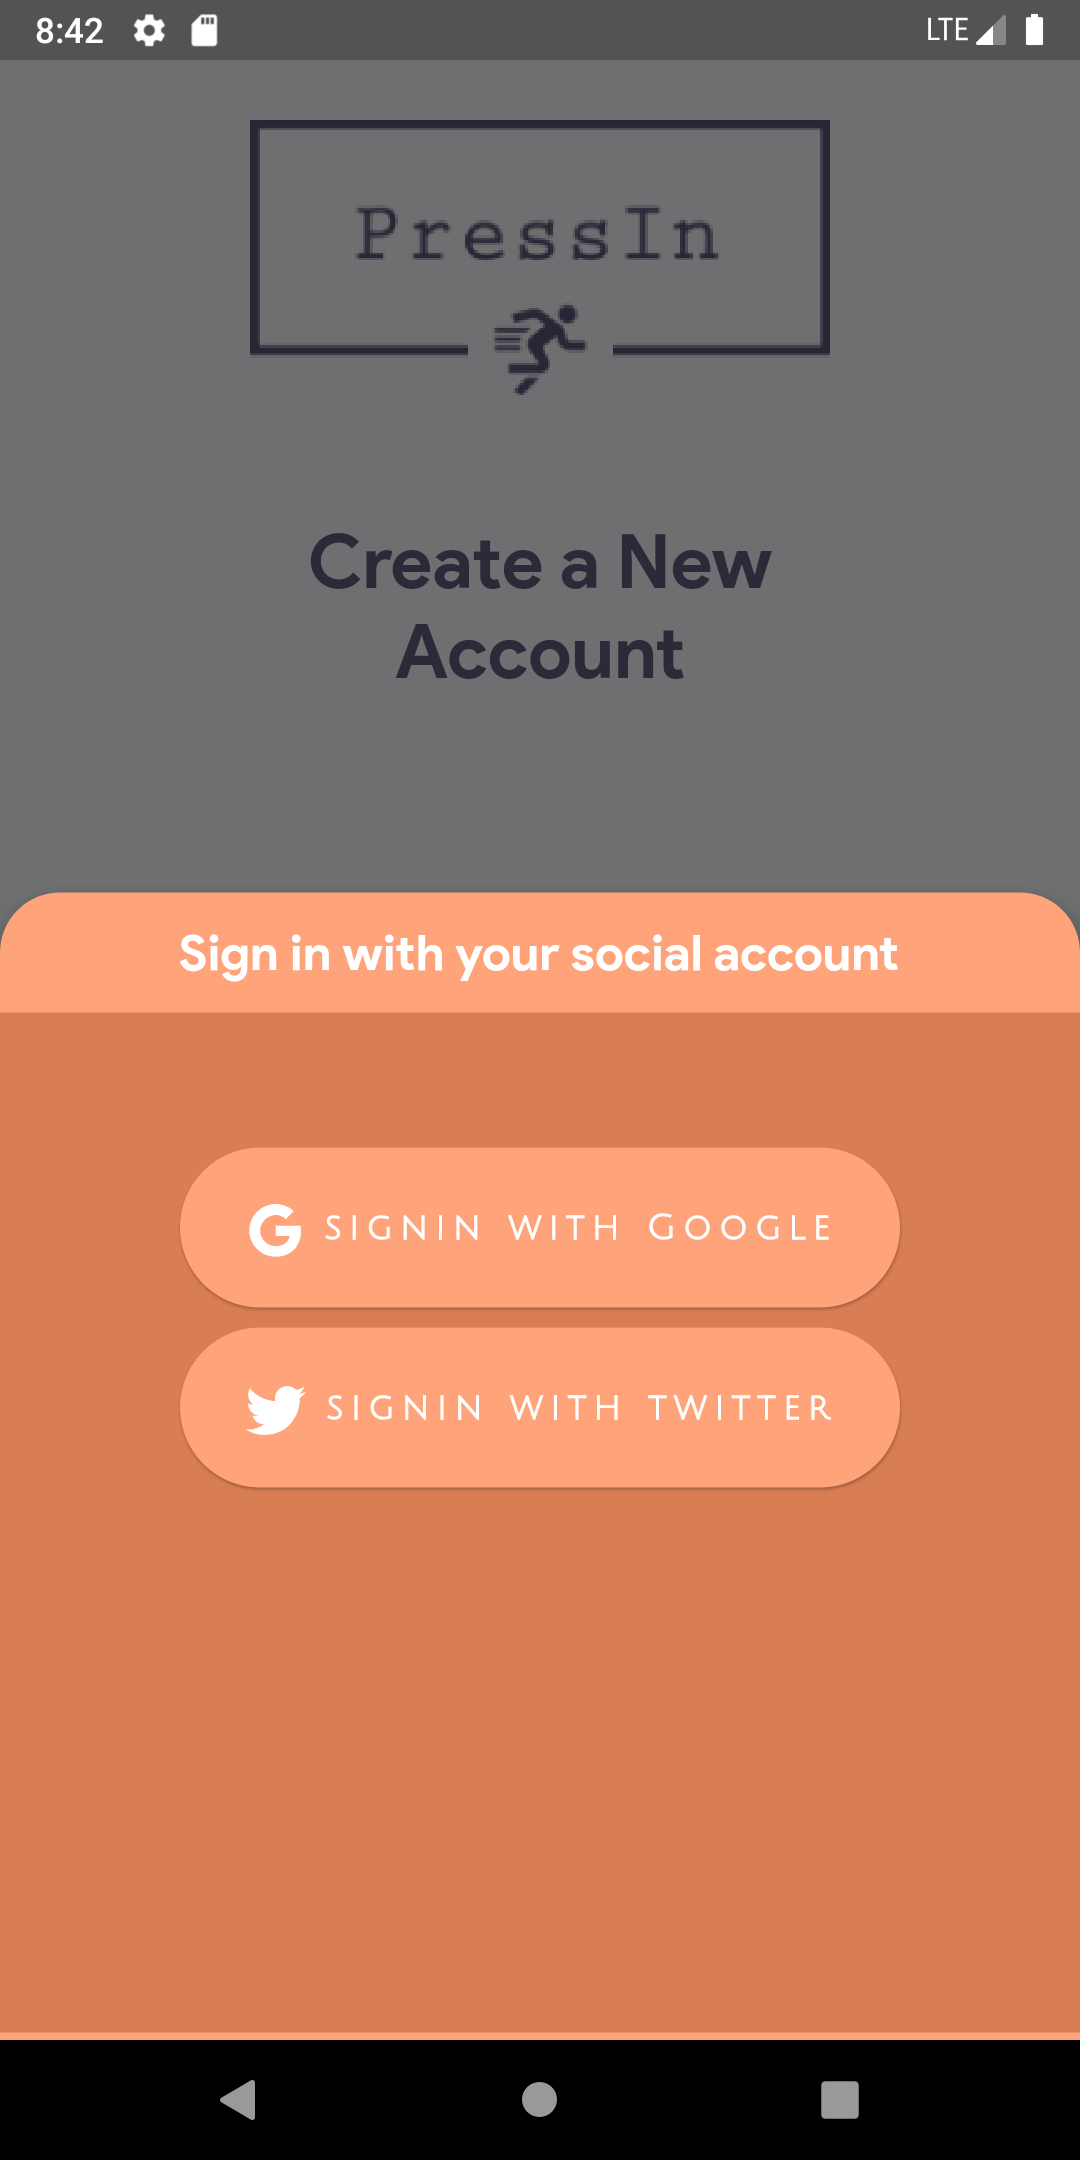 8:42
LTE
PressIn
Create a New
Account
Sign in with your social account
SIGNIN WITH GOOGLE
SIGNIN WITH TWITTER